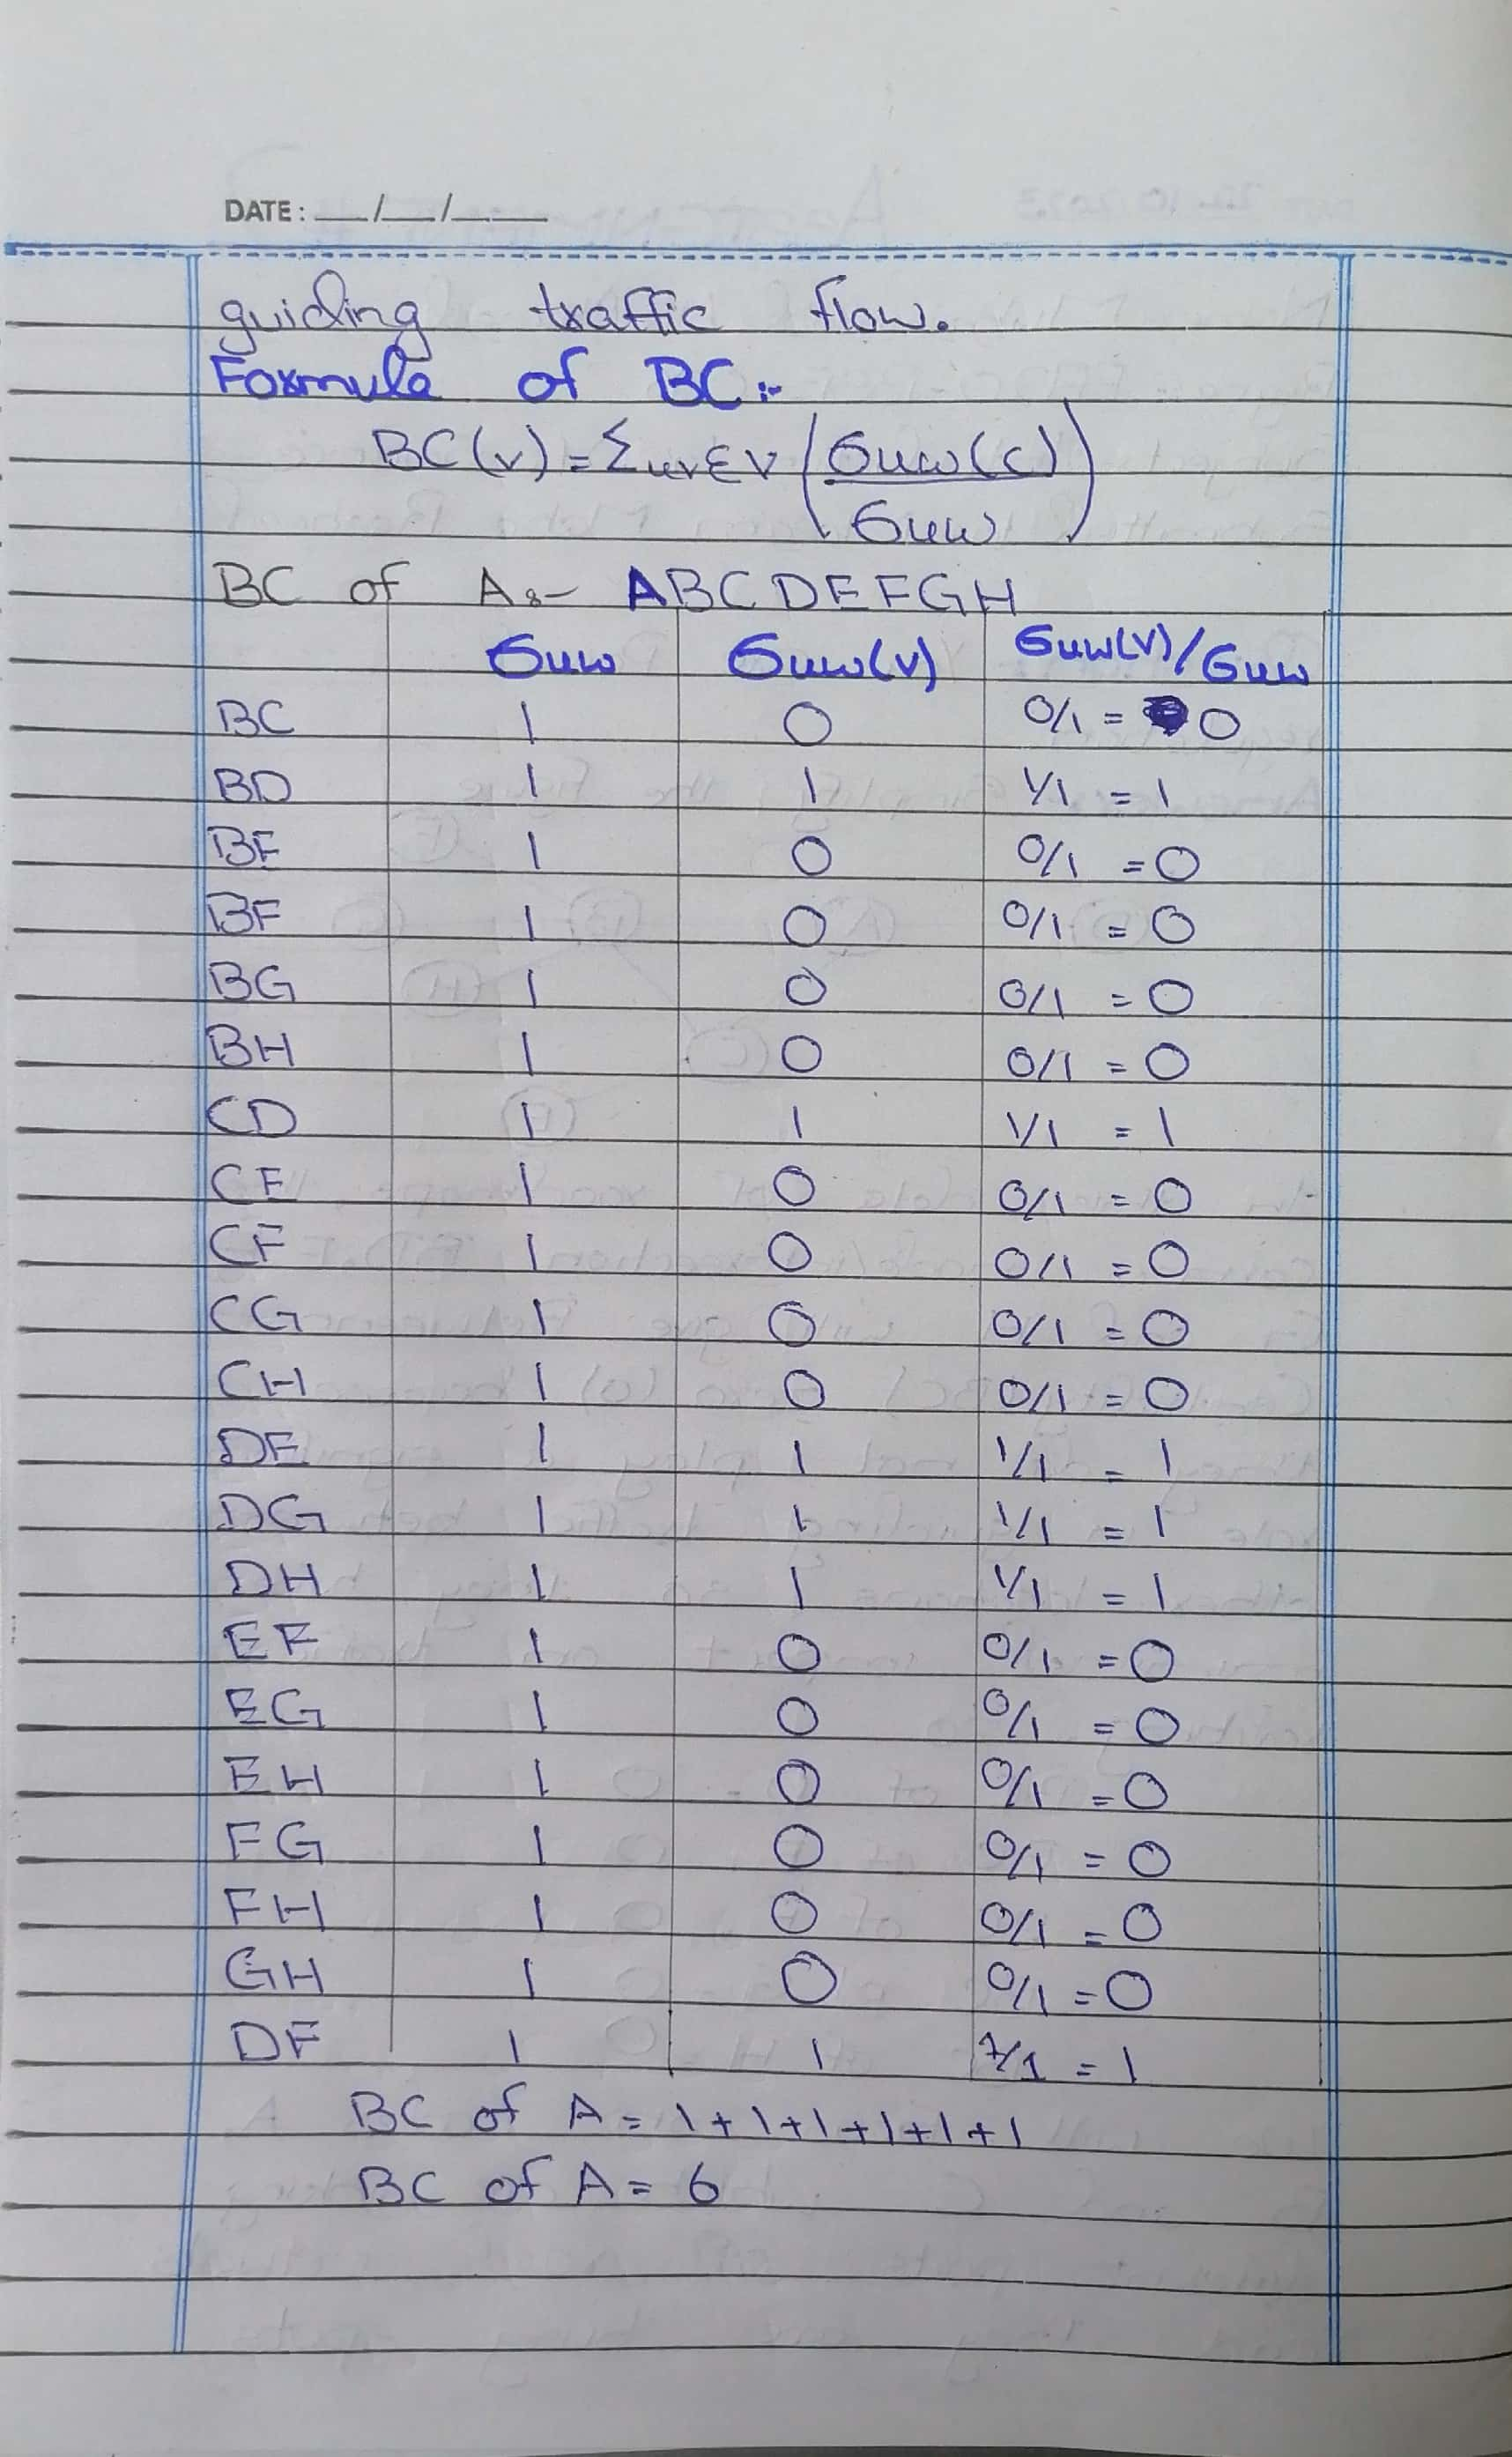 DATE: __/__/____
guiding traffic flow.
Formula of BC:-
BC(v) = Σuv∈V (σuw(c) / σuw)
BC of A:- ABCDEFGH
σuw σuw(v) σuw(v)/σuw
BC 1 0 0/1 = 0
BD 1 1 1/1 = 1
BE 1 0 0/1 = 0
BF 1 0 0/1 = 0
BG 1 0 0/1 = 0
BH 1 0 0/1 = 0
CD 1 1 1/1 = 1
CE 1 0 0/1 = 0
CF 1 0 0/1 = 0
CG 1 0 0/1 = 0
CH 1 0 0/1 = 0
DE 1 1 1/1 = 1
DG 1 1 1/1 = 1
DH 1 1 1/1 = 1
EF 1 0 0/1 = 0
EG 1 0 0/1 = 0
EH 1 0 0/1 = 0
FG 1 0 0/1 = 0
FH 1 0 0/1 = 0
GH 1 0 0/1 = 0
DF 1 1 1/1 = 1
BC of A = 1+1+1+1+1+1
BC of A = 6